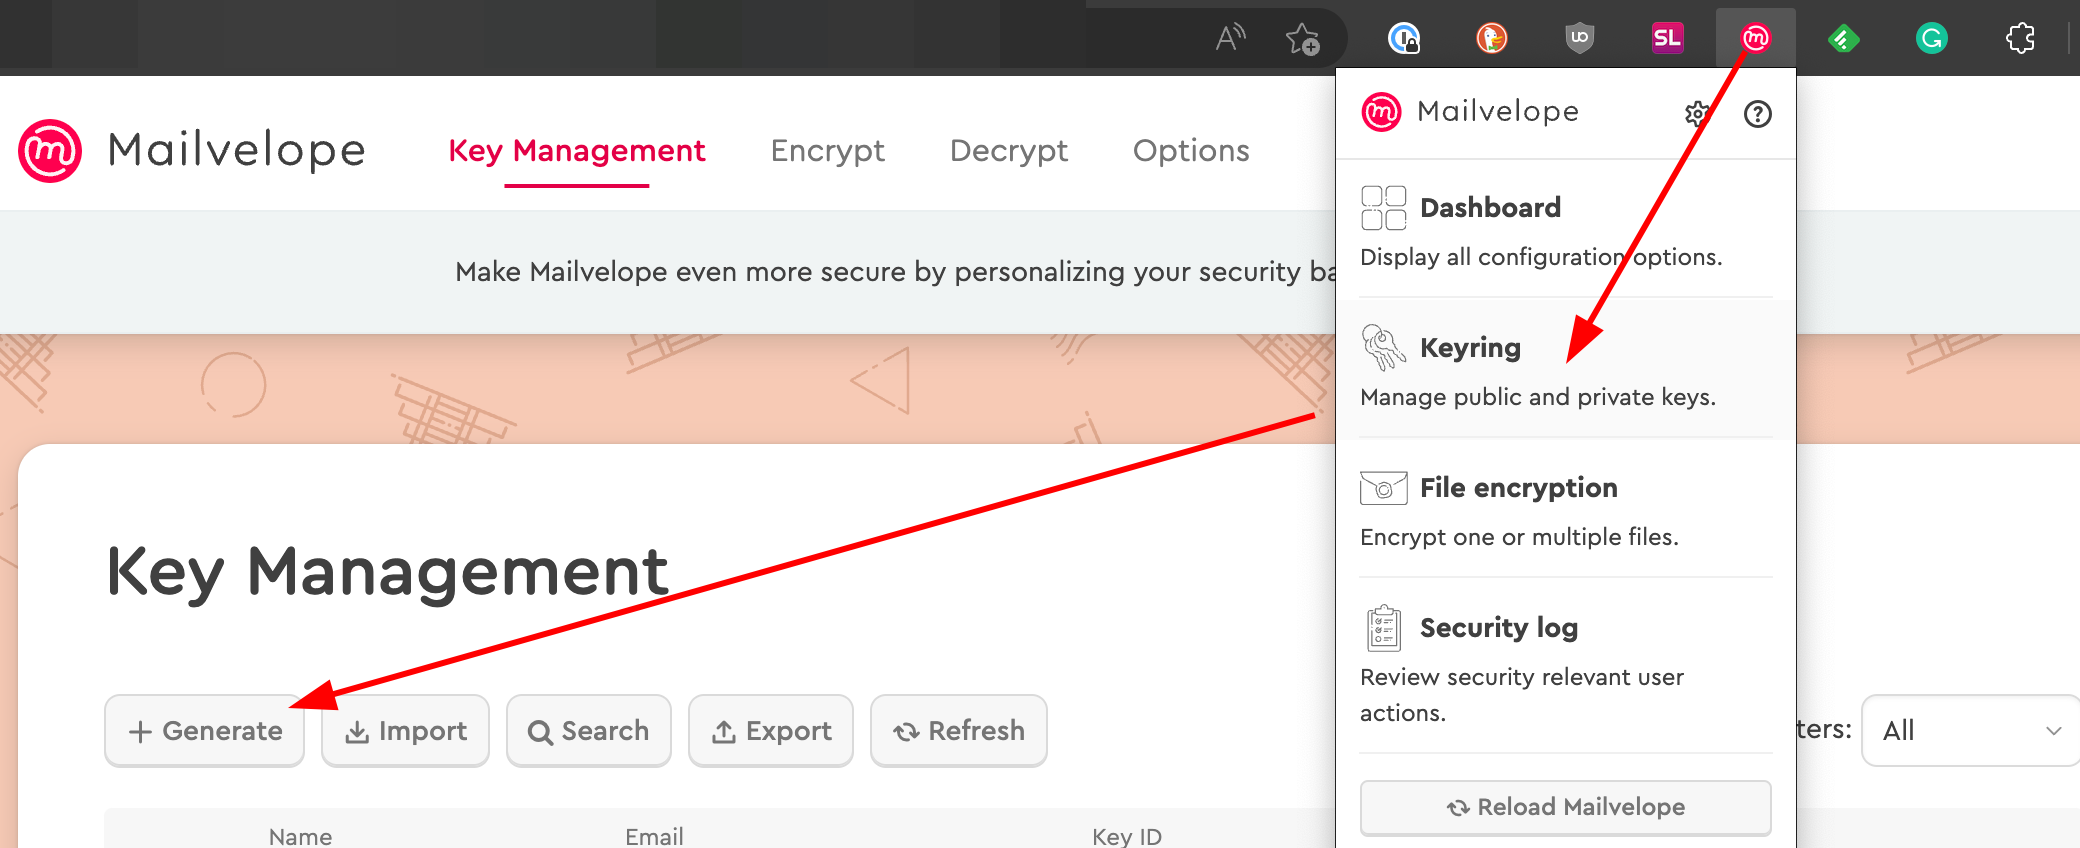 SL
Mailvelope
Key Management
Encrypt
Decrypt
Options
Make Mailvelope even more secure by personalizing your security ba
Key Management
Generate
Import
Search
Export
Refresh
Name
Email
Key ID
Mailvelope
Dashboard
Display all configuration options.
Keyring
Manage public and private keys.
File encryption
Encrypt one or multiple files.
Security log
Review security relevant user
actions.
Reload Mailvelope
ters:
All